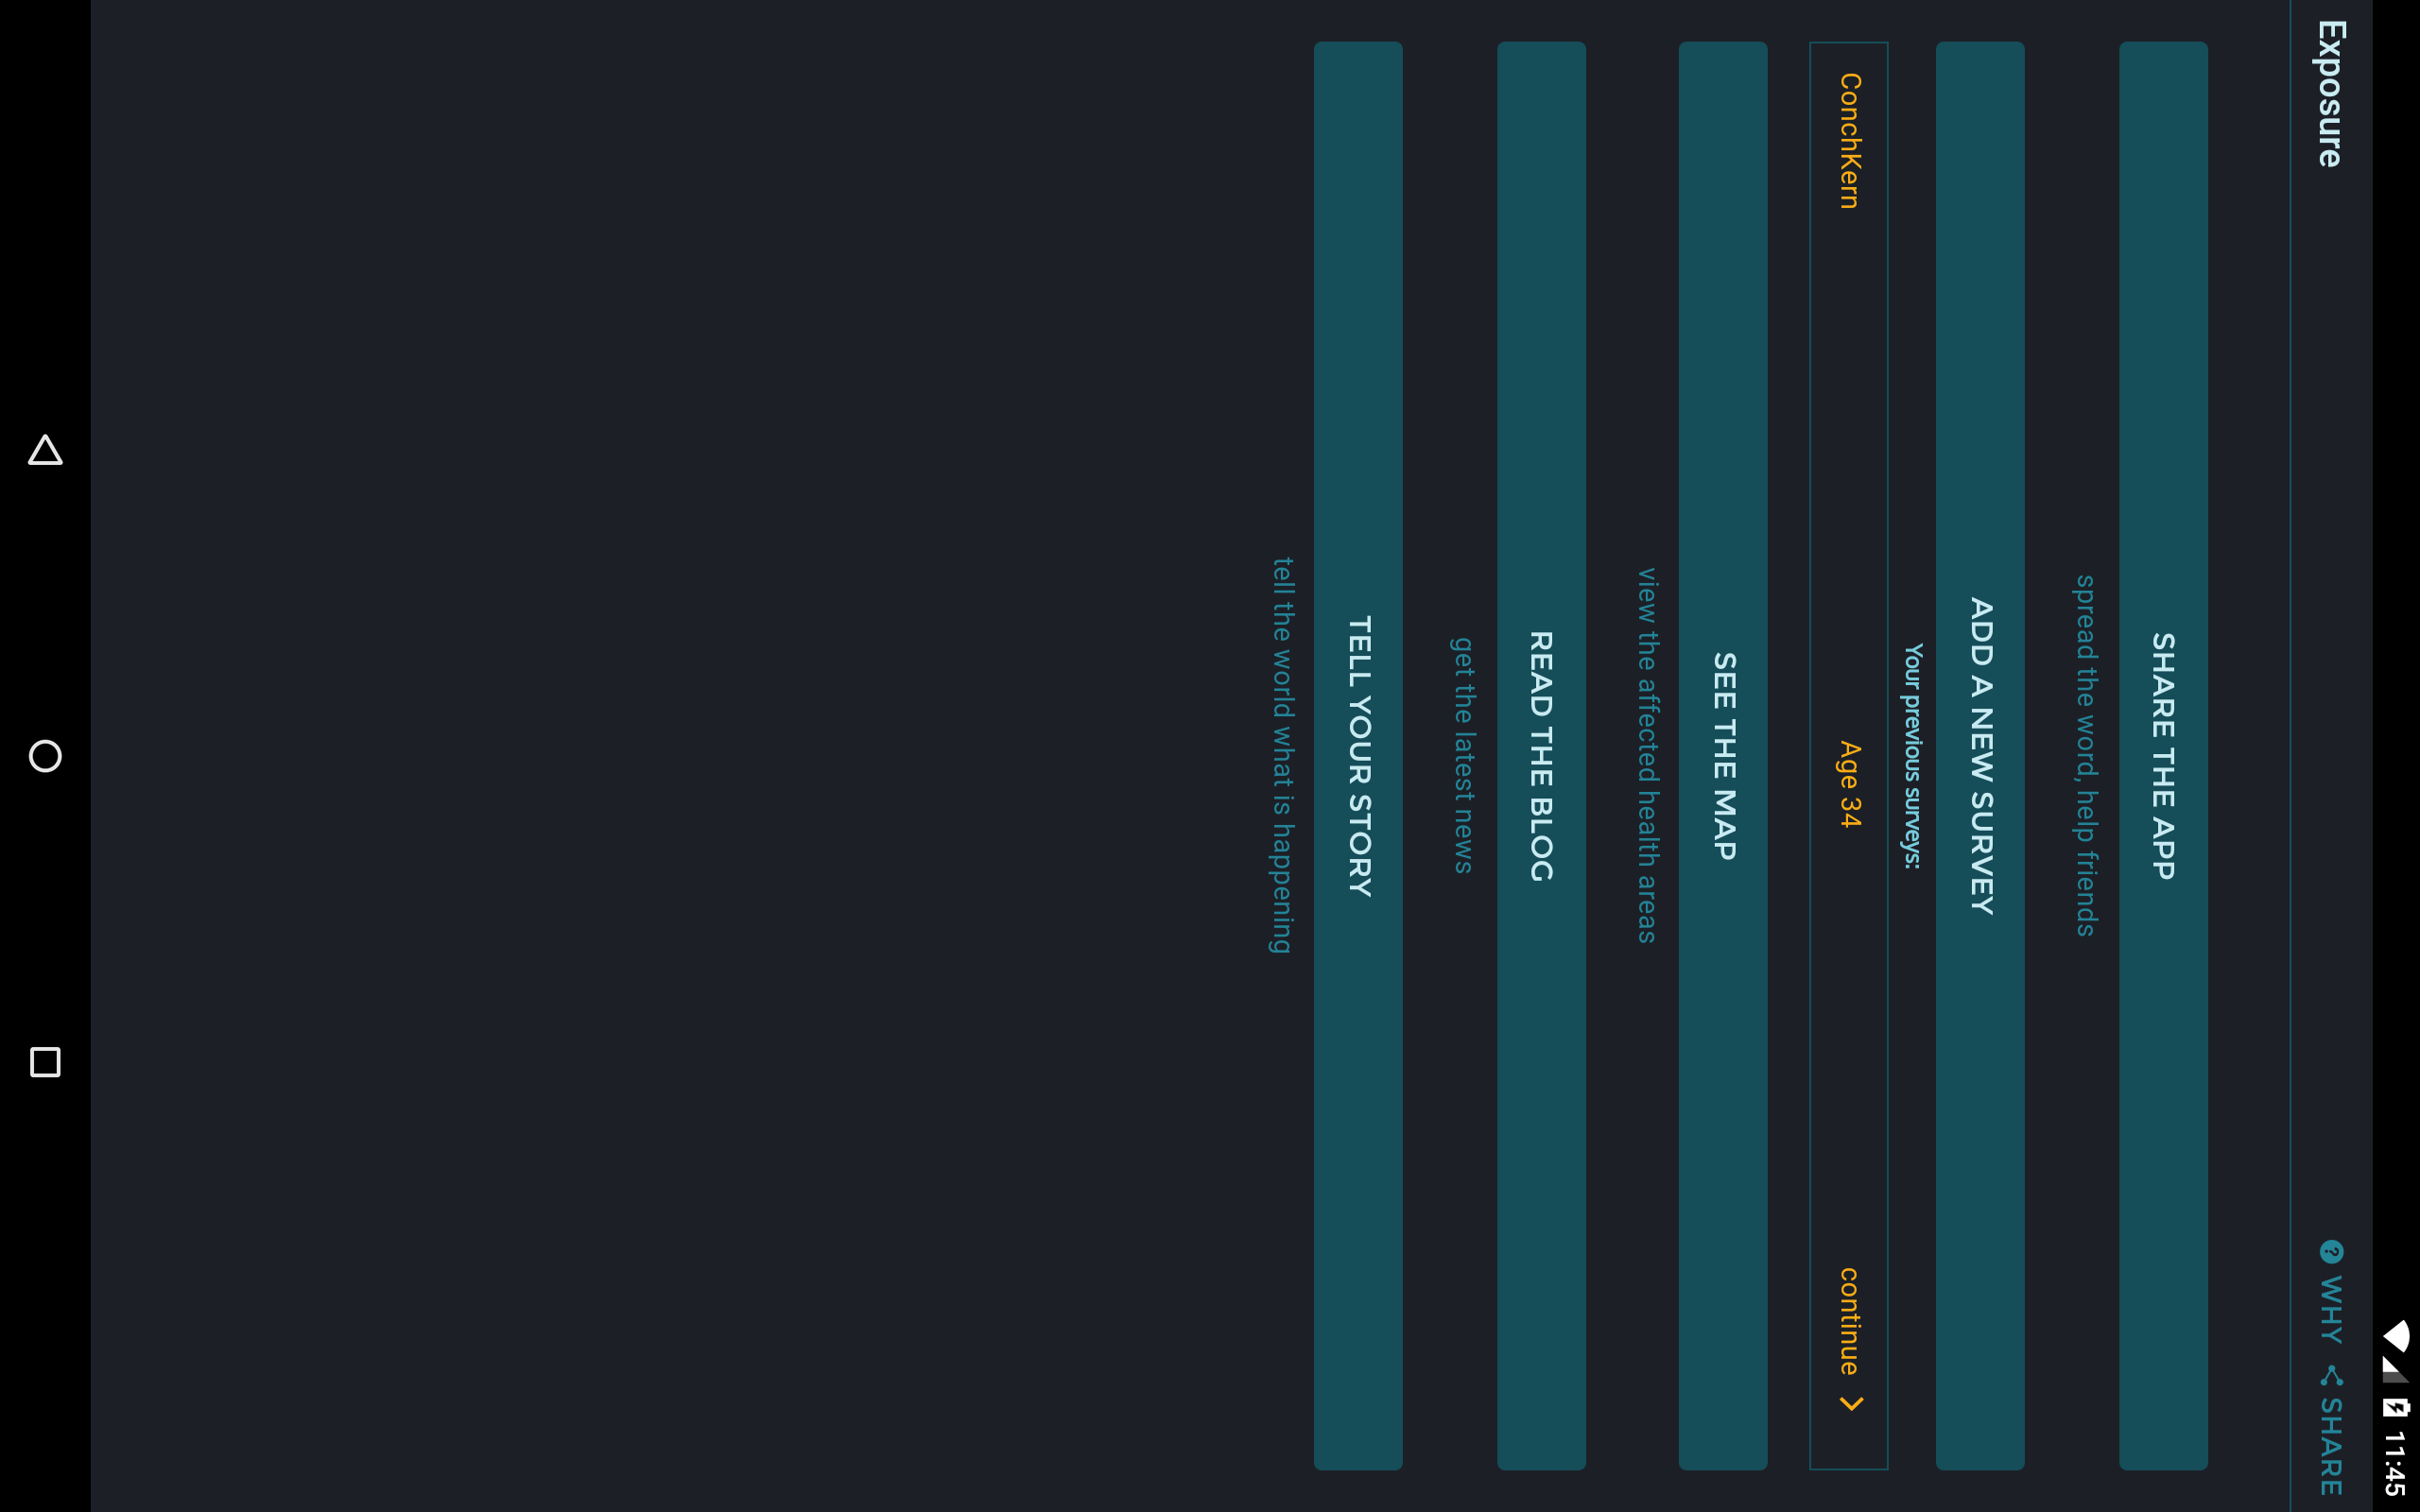 11:45
Exposure
WHY SHARE
SHARE THE APP
spread the word, help friends
ADD A NEW SURVEY
Your previous surveys:
ConchKern Age 34 continue
SEE THE MAP
view the affected health areas
READ THE BLOG
get the latest news
TELL YOUR STORY
tell the world what is happening